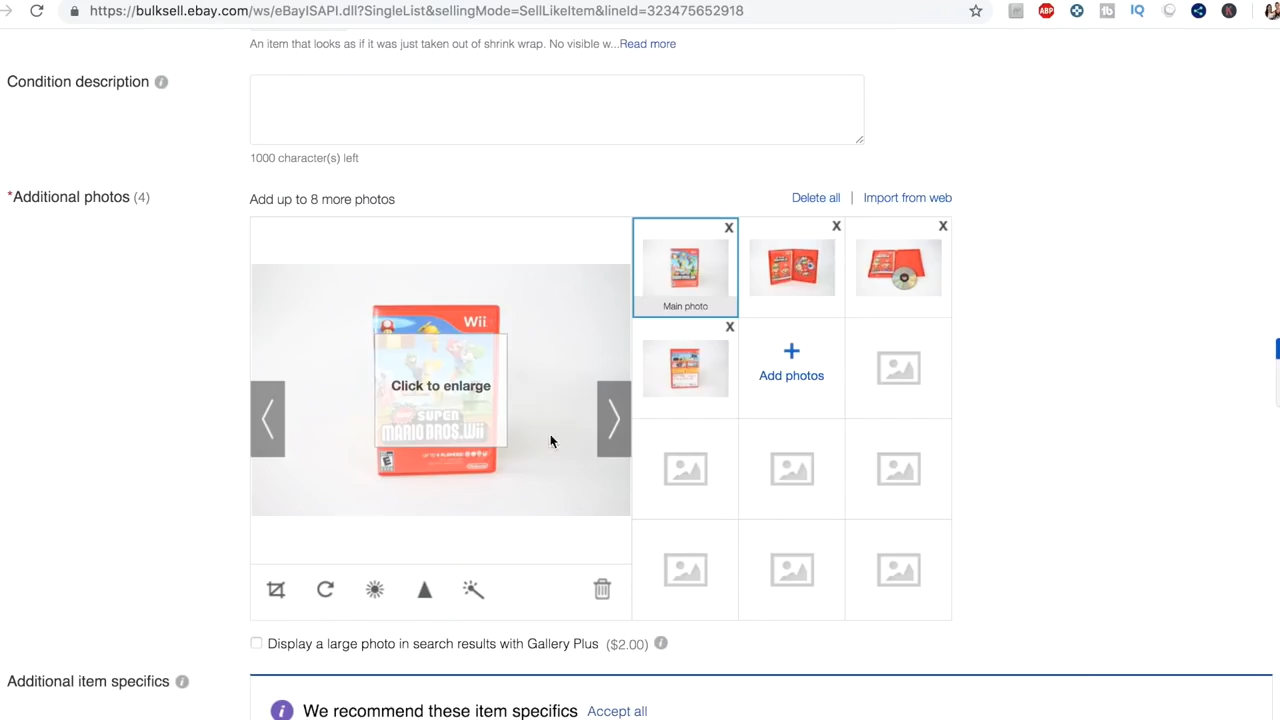 https://bulksell.ebay.com/ws/eBayISAPI.dll?SingleList&sellingMode=SellLikeItem&lineId=323475652918
ABP
tb
IQ
K
An item that looks as if it was just taken out of shrink wrap. No visible w...Read more
Condition description i
1000 character(s) left
*Additional photos (4)
Add up to 8 more photos
Delete all | Import from web
X
X
X
Main photo
Wii
Click to enlarge
SUPER
MARIO BROS.Wii
E
X
+
Add photos
Display a large photo in search results with Gallery Plus ($2.00) i
Additional item specifics i
i We recommend these item specifics Accept all